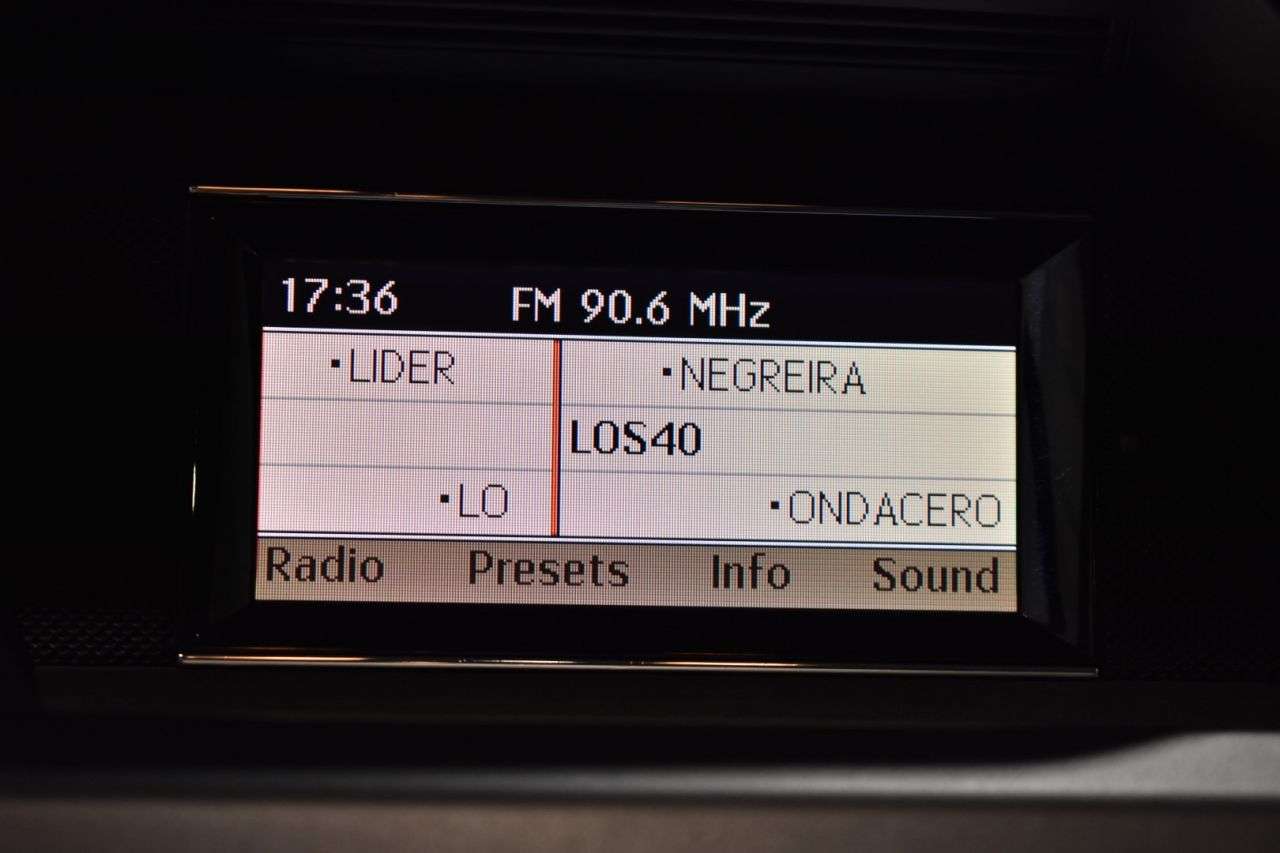 17:36 FM 90.6 MHz
▪LIDER ▪NEGREIRA
LOS40
▪LO ▪ONDACERO
Radio Presets Info Sound